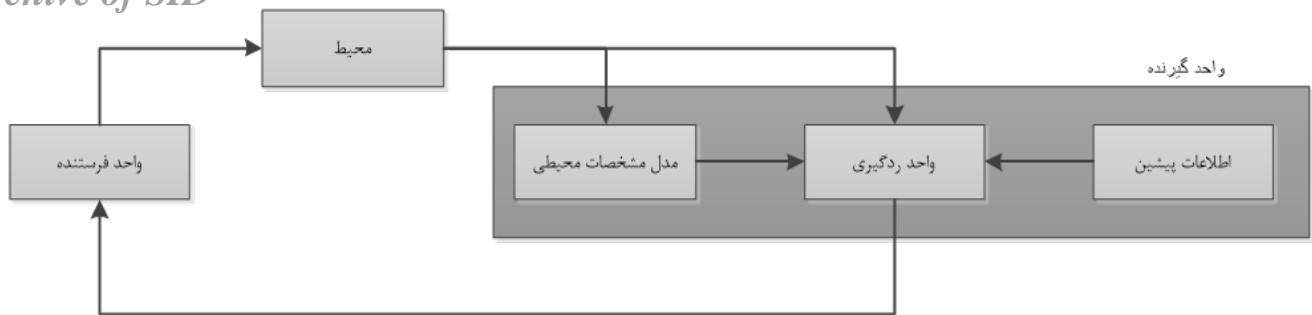 chive of SID
محیط
واحد گیرنده
اطلاعات پیشین
واحد ردگیری
مدل مشخصات محیطی
واحد فرستنده